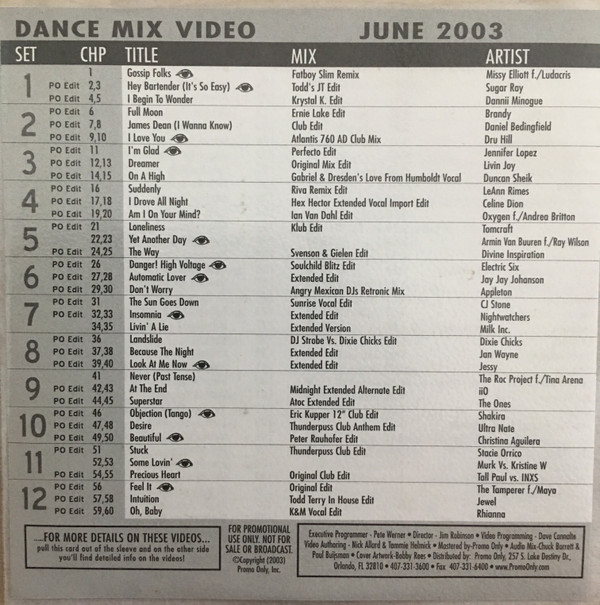 DANCE MIX VIDEO JUNE 2003
SET CHP TITLE MIX ARTIST
1 1 Gossip Folks Fatboy Slim Remix Missy Elliott f./Ludacris
PO Edit 2,3 Hey Bartender (It's So Easy) Todd's JT Edit Sugar Ray
PO Edit 4,5 I Begin To Wonder Krystal K. Edit Dannii Minogue
2 PO Edit 6 Full Moon Ernie Lake Edit Brandy
PO Edit 7,8 James Dean (I Wanna Know) Club Edit Daniel Bedingfield
PO Edit 9,10 I Love You Atlantis 760 AD Club Mix Dru Hill
3 PO Edit 11 I'm Glad Perfecto Edit Jennifer Lopez
PO Edit 12,13 Dreamer Original Mix Edit Livin Joy
PO Edit 14,15 On A High Gabriel & Dresden's Love From Humboldt Vocal Duncan Sheik
4 PO Edit 16 Suddenly Riva Remix Edit LeAnn Rimes
PO Edit 17,18 I Drove All Night Hex Hector Extended Vocal Import Edit Celine Dion
PO Edit 19,20 Am I On Your Mind? Ian Van Dahl Edit Oxygen f./Andrea Britton
5 PO Edit 21 Loneliness Klub Edit Tomcraft
22,23 Yet Another Day Armin Van Buuren f./Ray Wilson
PO Edit 24,25 The Way Svenson & Gielen Edit Divine Inspiration
6 PO Edit 26 Danger! High Voltage Soulchild Blitz Edit Electric Six
PO Edit 27,28 Automatic Lover Extended Edit Jay Jay Johanson
PO Edit 29,30 Don't Worry Angry Mexican DJs Retronic Mix Appleton
7 PO Edit 31 The Sun Goes Down Sunrise Vocal Edit CJ Stone
PO Edit 32,33 Insomnia Extended Edit Nightwatchers
34,35 Livin' A Lie Extended Version Milk Inc.
8 PO Edit 36 Landslide DJ Strobe Vs. Dixie Chicks Edit Dixie Chicks
PO Edit 37,38 Because The Night Extended Edit Jan Wayne
PO Edit 39,40 Look At Me Now Extended Edit Jessy
9 41 Never (Past Tense) The Roc Project f./Tina Arena
PO Edit 42,43 At The End Midnight Extended Alternate Edit iiO
PO Edit 44,45 Superstar Atoc Extended Edit The Ones
10 PO Edit 46 Objection (Tango) Eric Kupper 12" Club Edit Shakira
PO Edit 47,48 Desire Thunderpuss Club Anthem Edit Ultra Nate
PO Edit 49,50 Beautiful Peter Rauhofer Edit Christina Aguilera
11 PO Edit 51 Stuck Thunderpuss Club Edit Stacie Orrico
52,53 Some Lovin' Murk Vs. Kristine W
PO Edit 54,55 Precious Heart Original Club Edit Tall Paul vs. INXS
12 PO Edit 56 Feel It Original Edit The Tamperer f./Maya
PO Edit 57,58 Intuition Todd Terry In House Edit Jewel
PO Edit 59,60 Oh, Baby K&M Vocal Edit Rhianna
...FOR MORE DETAILS ON THESE VIDEOS...
pull this card out of the sleeve and on the other side
you'll find detailed info on the videos!
FOR PROMOTIONAL
USE ONLY. NOT FOR
SALE OR BROADCAST.
©Copyright (2003)
Promo Only, Inc.
Executive Programmer - Pete Werner • Director - Jim Robinson • Video Programming - Dave Cannalte
Video Authoring - Nick Allard & Tammie Helmick • Mastered by-Promo Only • Audio Mix-Chuck Barrett &
Paul Buijsman • Cover Artwork-Bobby Rees • Distributed by: Promo Only, 257 S. Lake Destiny Dr.,
Orlando, FL 32810 • 407-331-3600 • Fax 407-331-6400 • www.PromoOnly.com